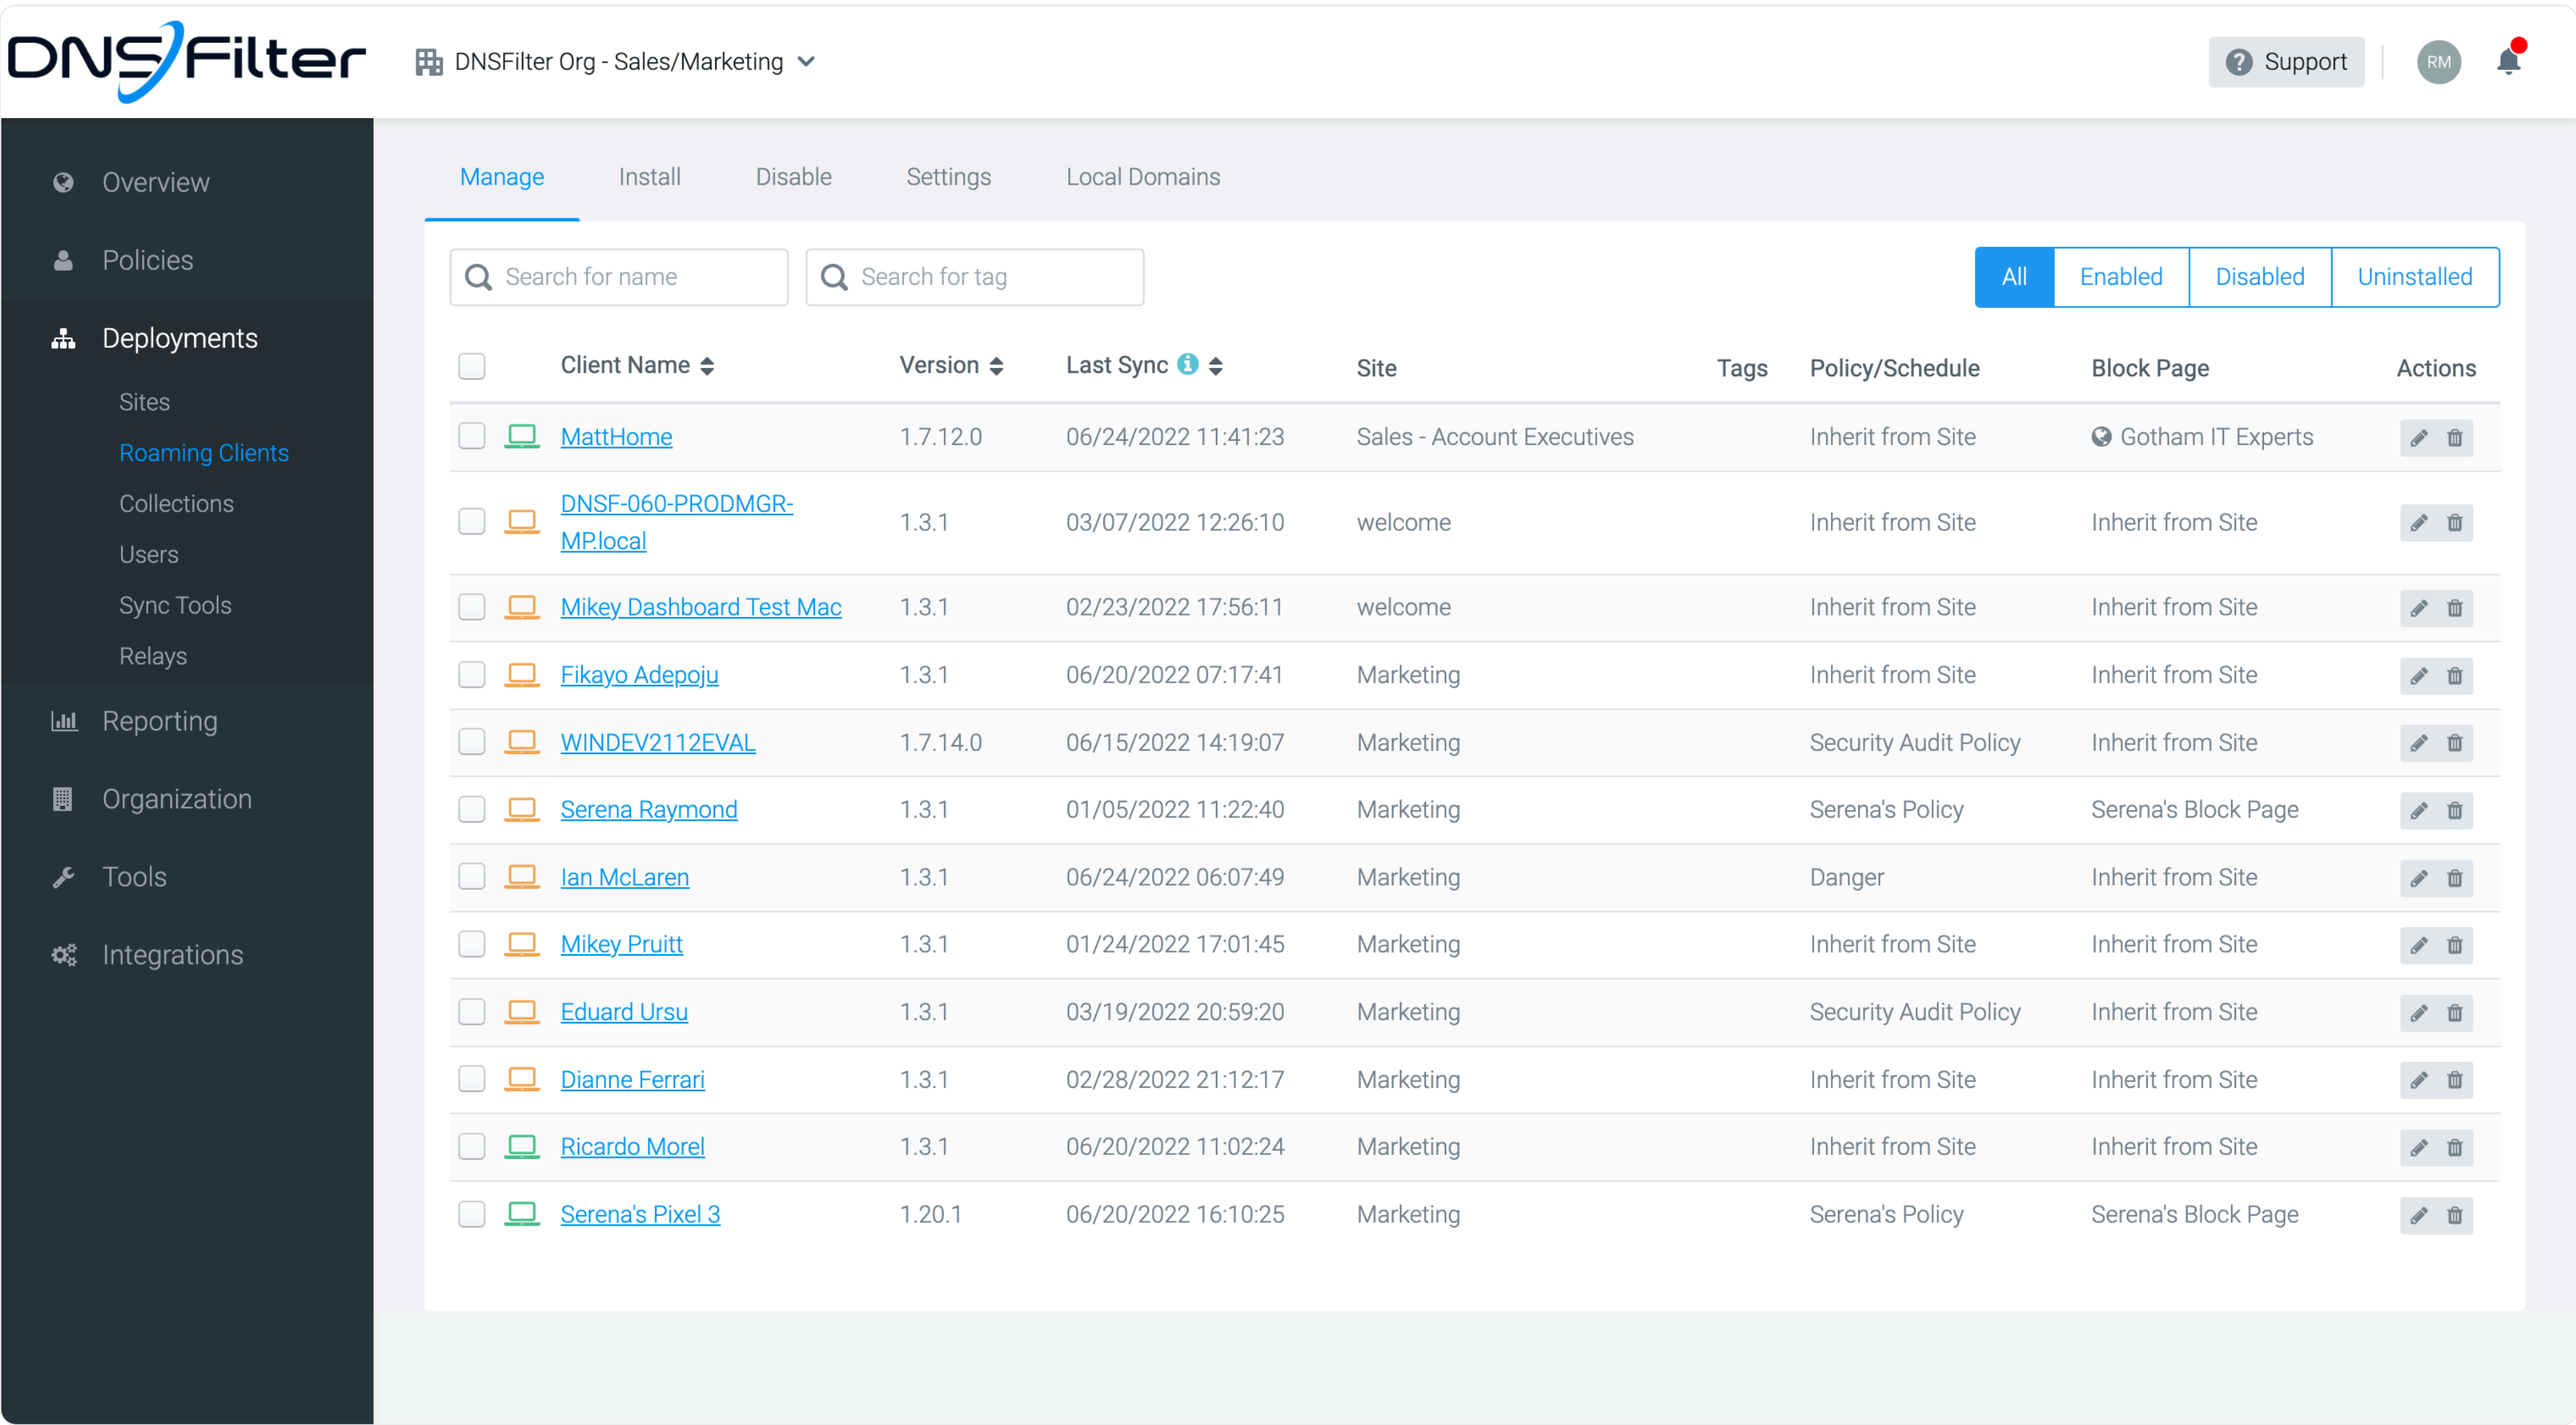 DNSFilter
DNSFilter Org - Sales/Marketing
Support
RM
Overview
Policies
Deployments
Sites
Roaming Clients
Collections
Users
Sync Tools
Relays
Reporting
Organization
Tools
Integrations
Manage Install Disable Settings Local Domains
Search for name Search for tag All Enabled Disabled Uninstalled
Client Name Version Last Sync Site Tags Policy/Schedule Block Page Actions
MattHome 1.7.12.0 06/24/2022 11:41:23 Sales - Account Executives Inherit from Site Gotham IT Experts
DNSF-060-PRODMGR-
MP.local 1.3.1 03/07/2022 12:26:10 welcome Inherit from Site Inherit from Site
Mikey Dashboard Test Mac 1.3.1 02/23/2022 17:56:11 welcome Inherit from Site Inherit from Site
Fikayo Adepoju 1.3.1 06/20/2022 07:17:41 Marketing Inherit from Site Inherit from Site
WINDEV2112EVAL 1.7.14.0 06/15/2022 14:19:07 Marketing Security Audit Policy Inherit from Site
Serena Raymond 1.3.1 01/05/2022 11:22:40 Marketing Serena's Policy Serena's Block Page
Ian McLaren 1.3.1 06/24/2022 06:07:49 Marketing Danger Inherit from Site
Mikey Pruitt 1.3.1 01/24/2022 17:01:45 Marketing Inherit from Site Inherit from Site
Eduard Ursu 1.3.1 03/19/2022 20:59:20 Marketing Security Audit Policy Inherit from Site
Dianne Ferrari 1.3.1 02/28/2022 21:12:17 Marketing Inherit from Site Inherit from Site
Ricardo Morel 1.3.1 06/20/2022 11:02:24 Marketing Inherit from Site Inherit from Site
Serena's Pixel 3 1.20.1 06/20/2022 16:10:25 Marketing Serena's Policy Serena's Block Page